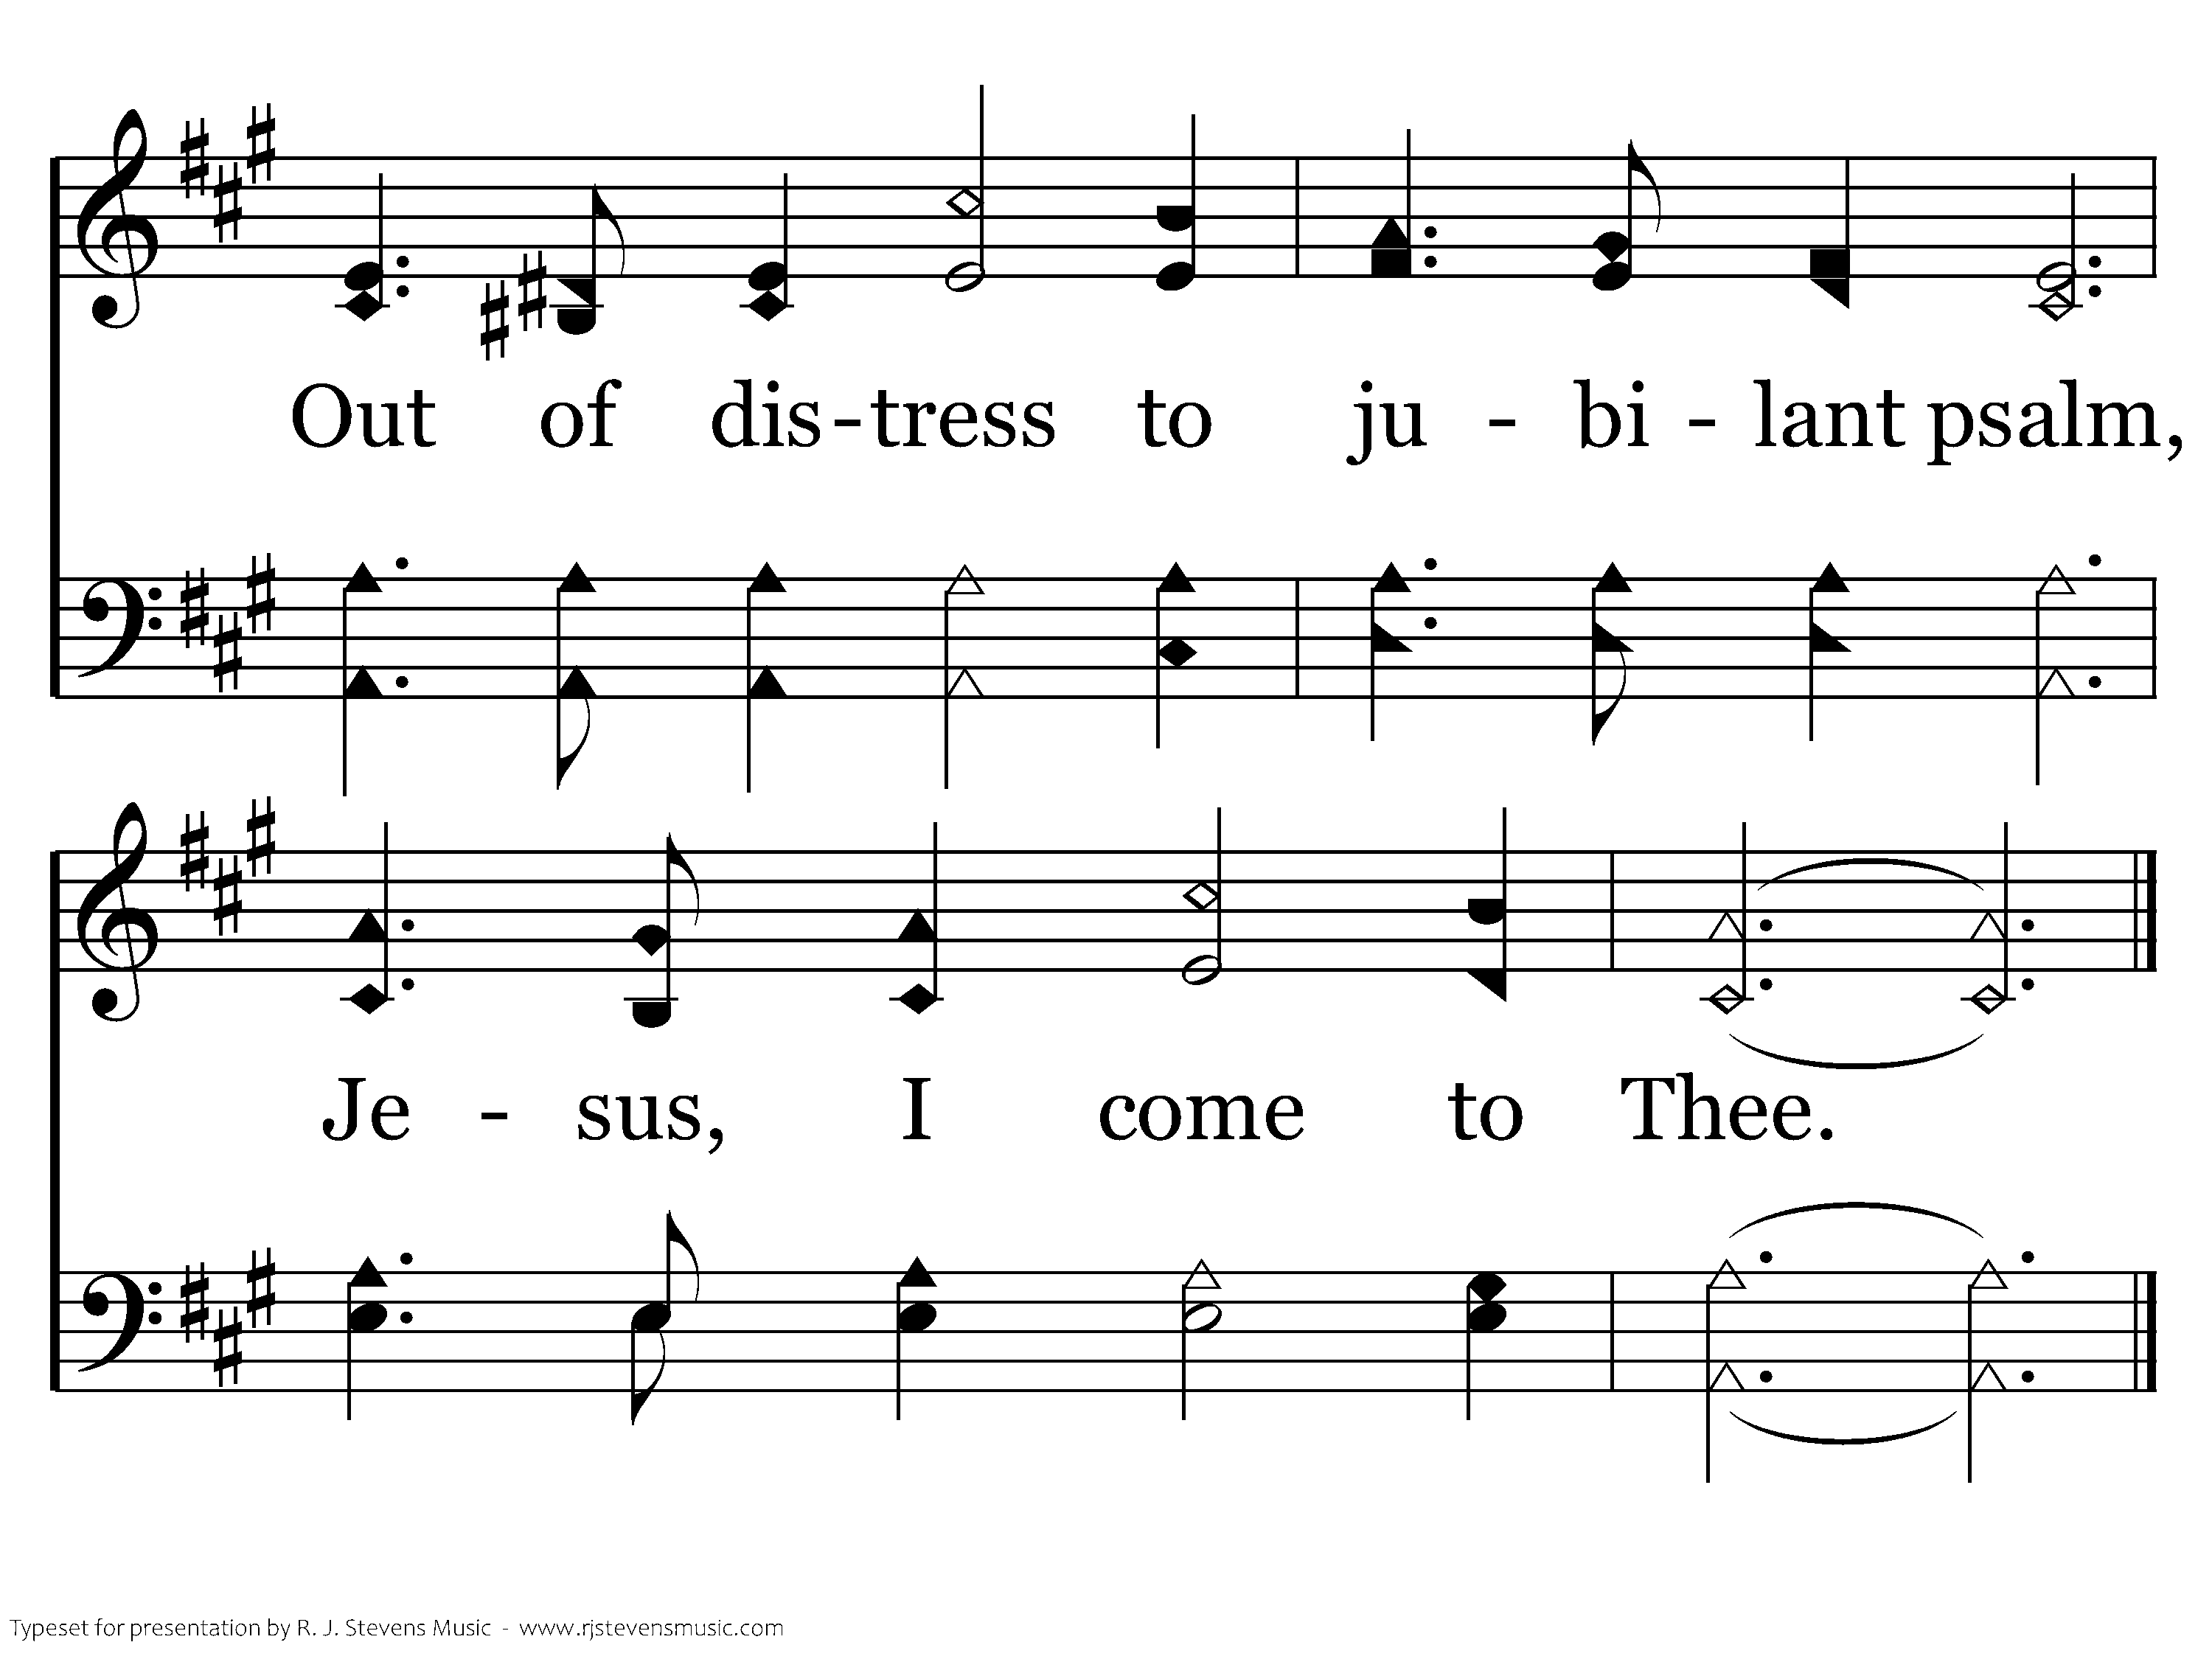 Out of dis-tress to ju - bi - lant psalm,
Je - sus, I come to Thee.
Typeset for presentation by R. J. Stevens Music - www.rjstevensmusic.com